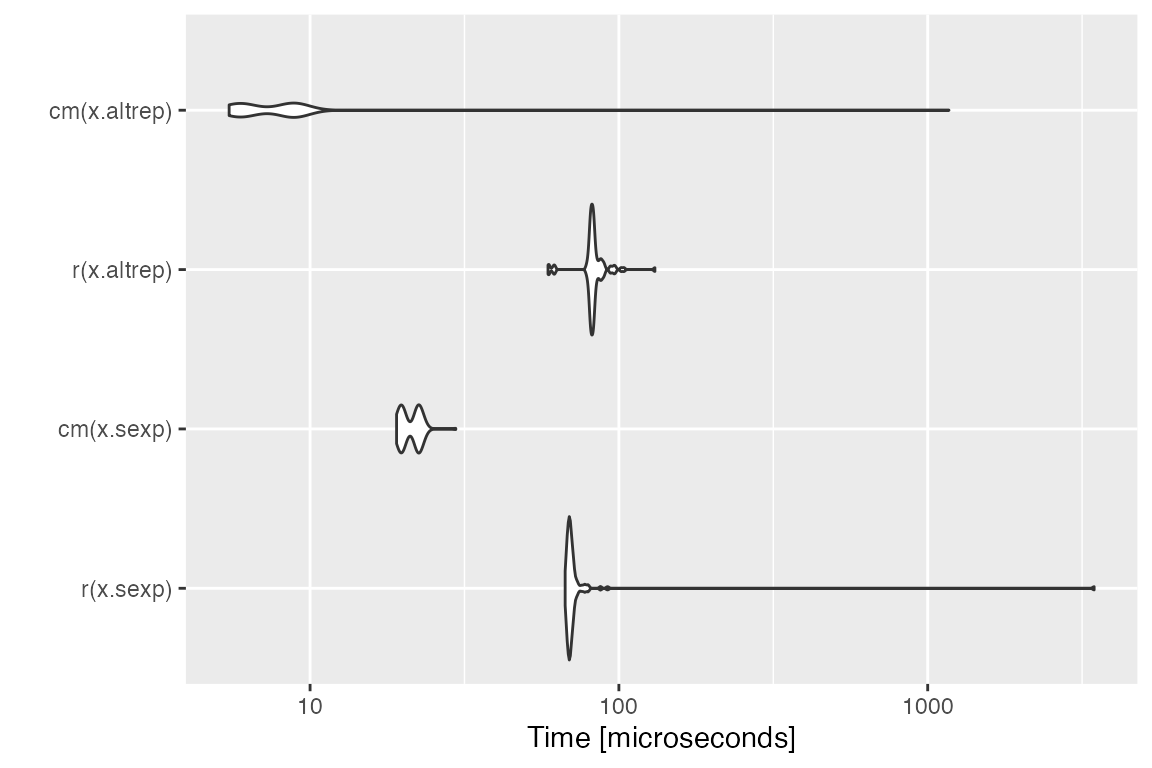 cm(x.altrep)
r(x.altrep)
cm(x.sexp)
r(x.sexp)
10 100 1000
Time [microseconds]